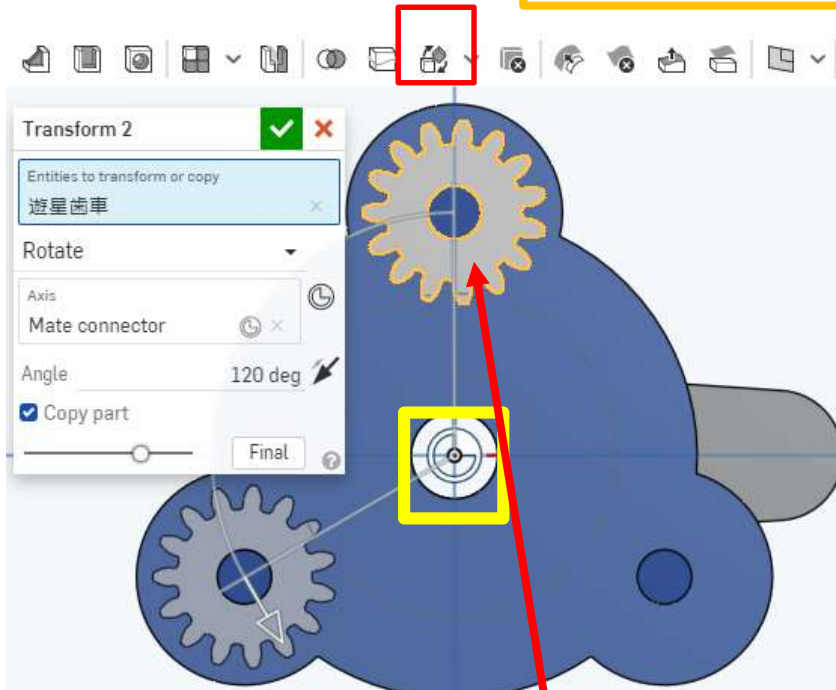 Transform 2
Entities to transform or copy
遊星歯車
Rotate
Axis
Mate connector
Angle 120 deg
Copy part
Final